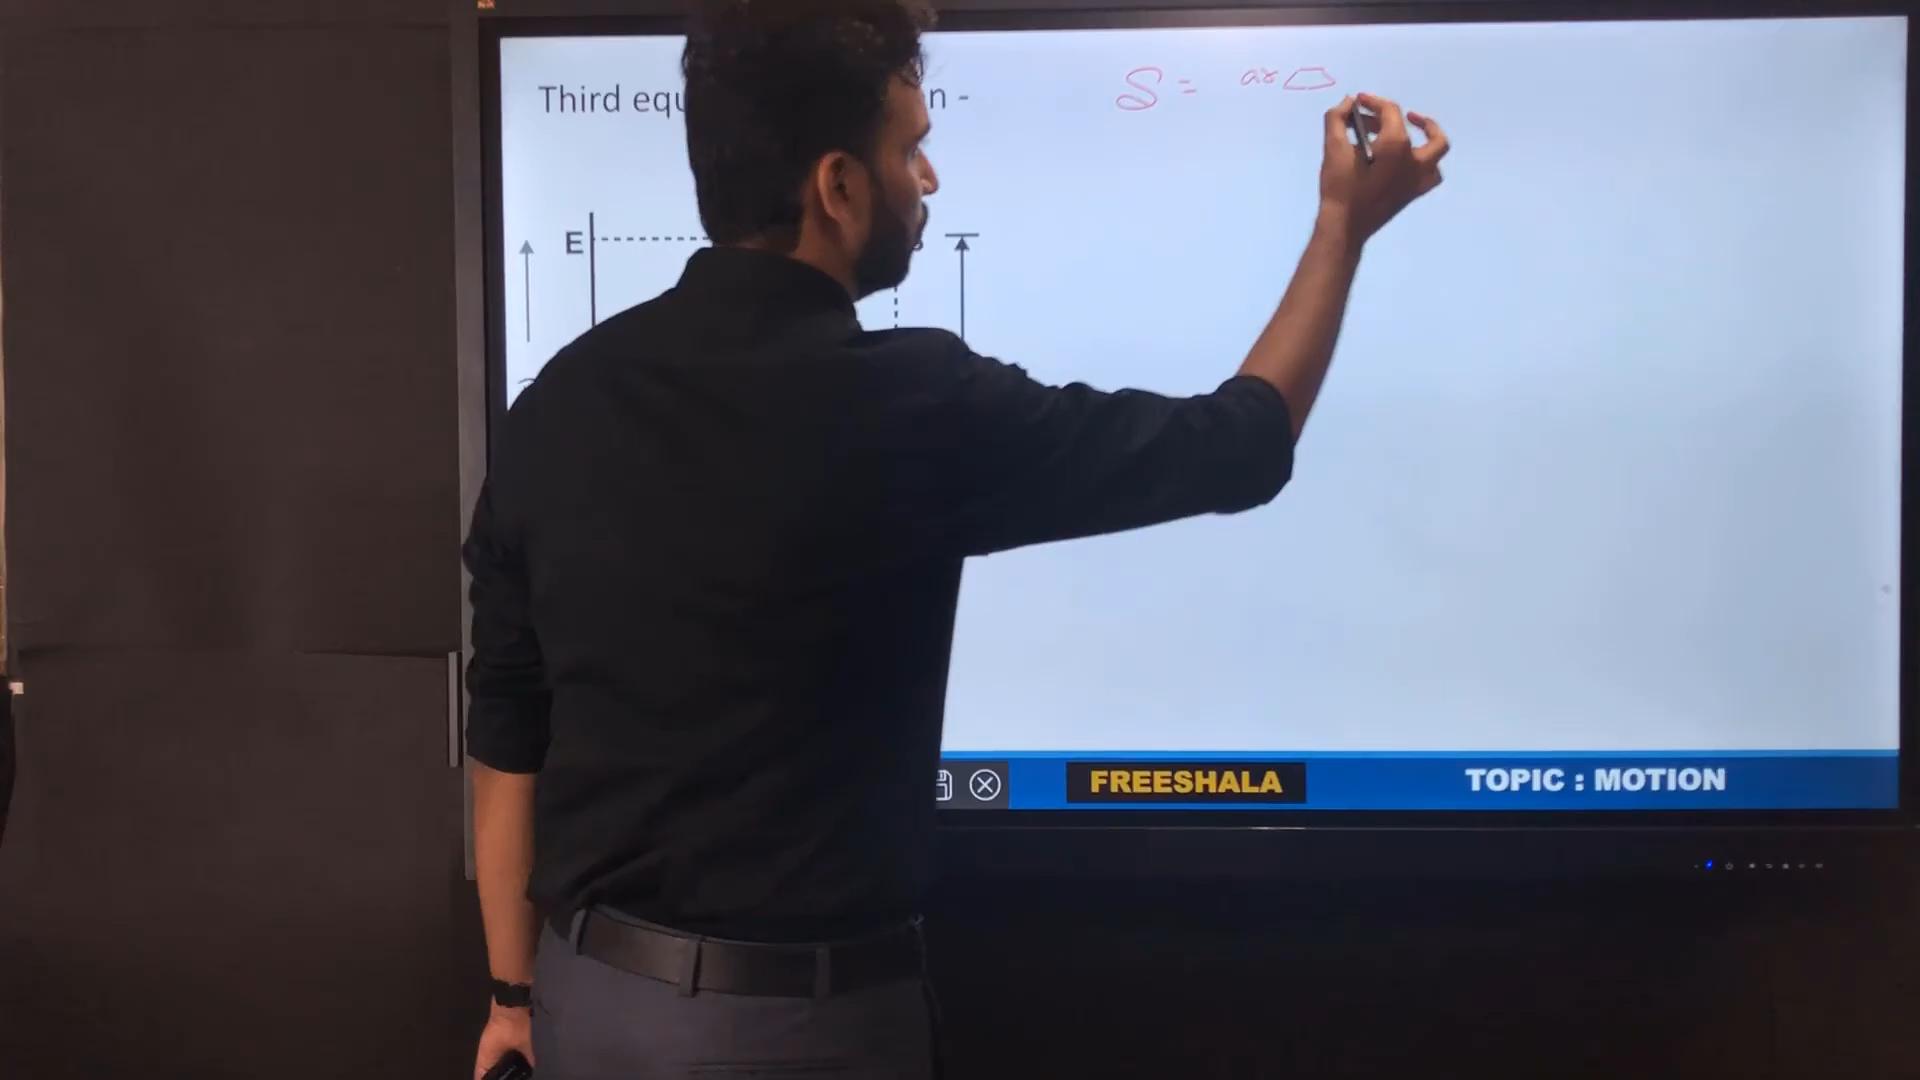 Third equ n -
S = ar
E
FREESHALA
TOPIC : MOTION